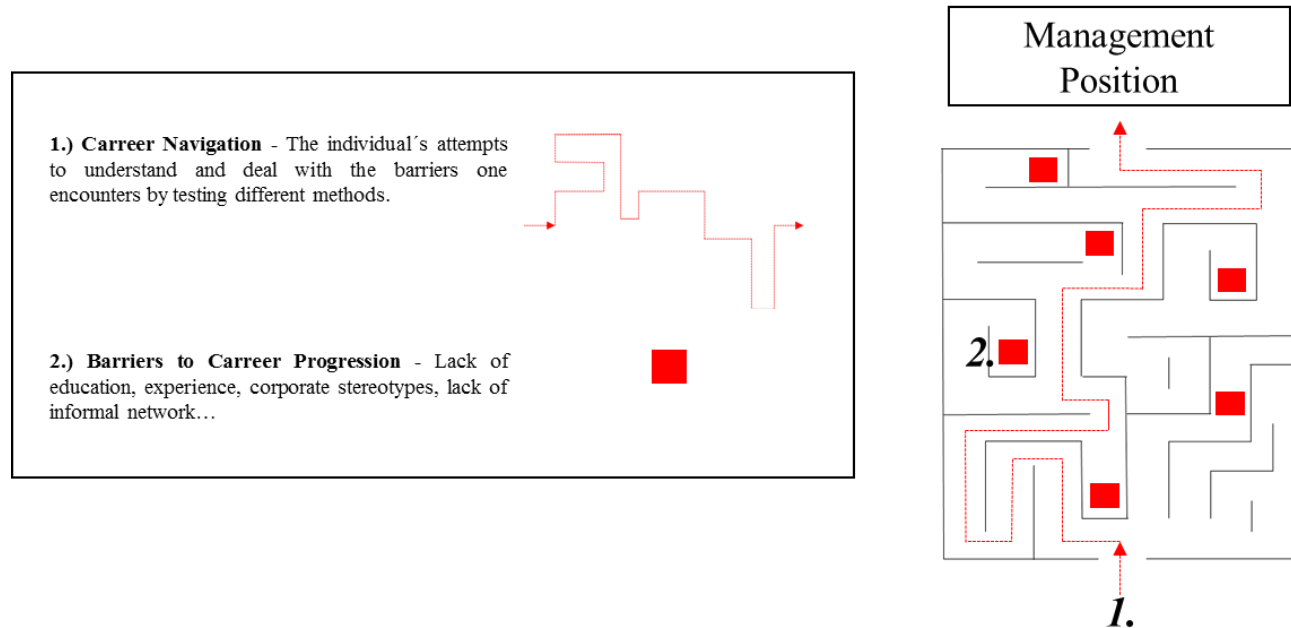 1.) Carreer Navigation - The individual´s attempts
to understand and deal with the barriers one
encounters by testing different methods.
2.) Barriers to Carreer Progression - Lack of
education, experience, corporate stereotypes, lack of
informal network…
Management
Position
2.
1.